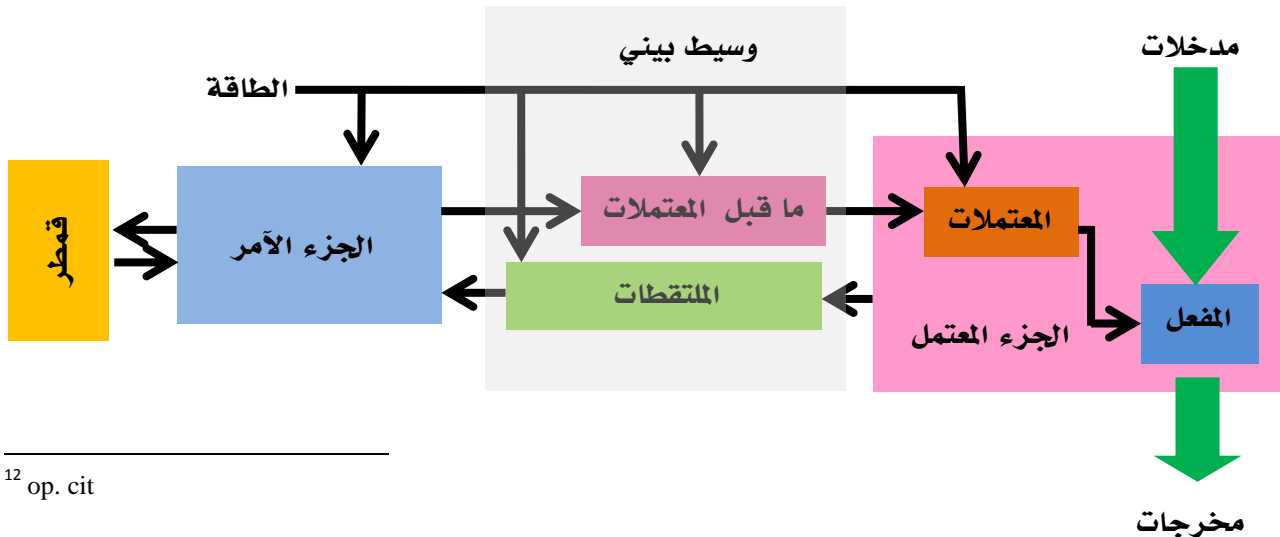 وسيط بيني
مدخلات
الطاقة
ما قبل المعتملات
المعتملات
قمطر
الجزء الآمر
الملتقطات
المفعل
الجزء المعتمل
12 op. cit
مخرجات